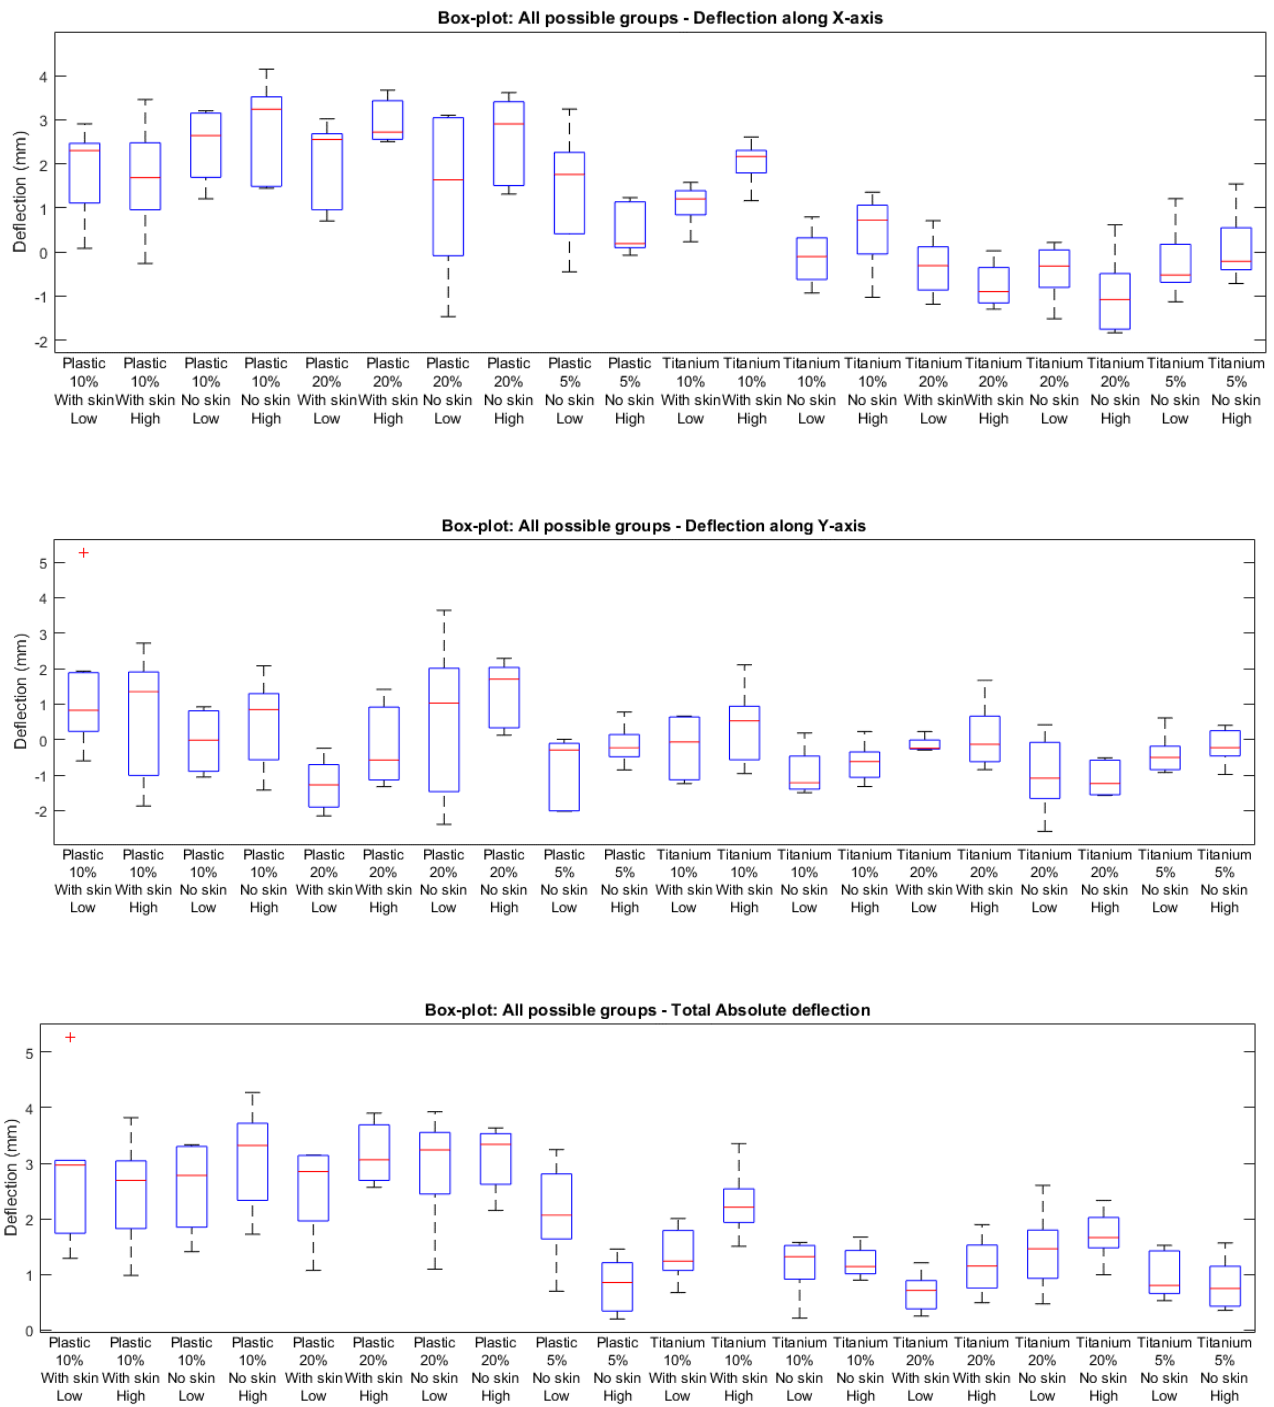 Box-plot: All possible groups - Deflection along X-axis
Deflection (mm)
4
3
2
1
0
-1
-2
Plastic Plastic Plastic Plastic Plastic Plastic Plastic Plastic Plastic Plastic Titanium Titanium Titanium Titanium Titanium Titanium Titanium Titanium Titanium Titanium
10% 10% 10% 10% 20% 20% 20% 20% 5% 5% 10% 10% 10% 10% 20% 20% 20% 20% 5% 5%
With skin With skin No skin No skin With skin With skin No skin No skin No skin No skin With skin With skin No skin No skin With skin With skin No skin No skin No skin No skin
Low High Low High Low High Low High Low High Low High Low High Low High Low High Low High
Box-plot: All possible groups - Deflection along Y-axis
Deflection (mm)
5
4
3
2
1
0
-1
-2
Plastic Plastic Plastic Plastic Plastic Plastic Plastic Plastic Plastic Plastic Titanium Titanium Titanium Titanium Titanium Titanium Titanium Titanium Titanium Titanium
10% 10% 10% 10% 20% 20% 20% 20% 5% 5% 10% 10% 10% 10% 20% 20% 20% 20% 5% 5%
With skin With skin No skin No skin With skin With skin No skin No skin No skin No skin With skin With skin No skin No skin With skin With skin No skin No skin No skin No skin
Low High Low High Low High Low High Low High Low High Low High Low High Low High Low High
Box-plot: All possible groups - Total Absolute deflection
Deflection (mm)
5
4
3
2
1
0
Plastic Plastic Plastic Plastic Plastic Plastic Plastic Plastic Plastic Plastic Titanium Titanium Titanium Titanium Titanium Titanium Titanium Titanium Titanium Titanium
10% 10% 10% 10% 20% 20% 20% 20% 5% 5% 10% 10% 10% 10% 20% 20% 20% 20% 5% 5%
With skin With skin No skin No skin With skin With skin No skin No skin No skin No skin With skin With skin No skin No skin With skin With skin No skin No skin No skin No skin
Low High Low High Low High Low High Low High Low High Low High Low High Low High Low High